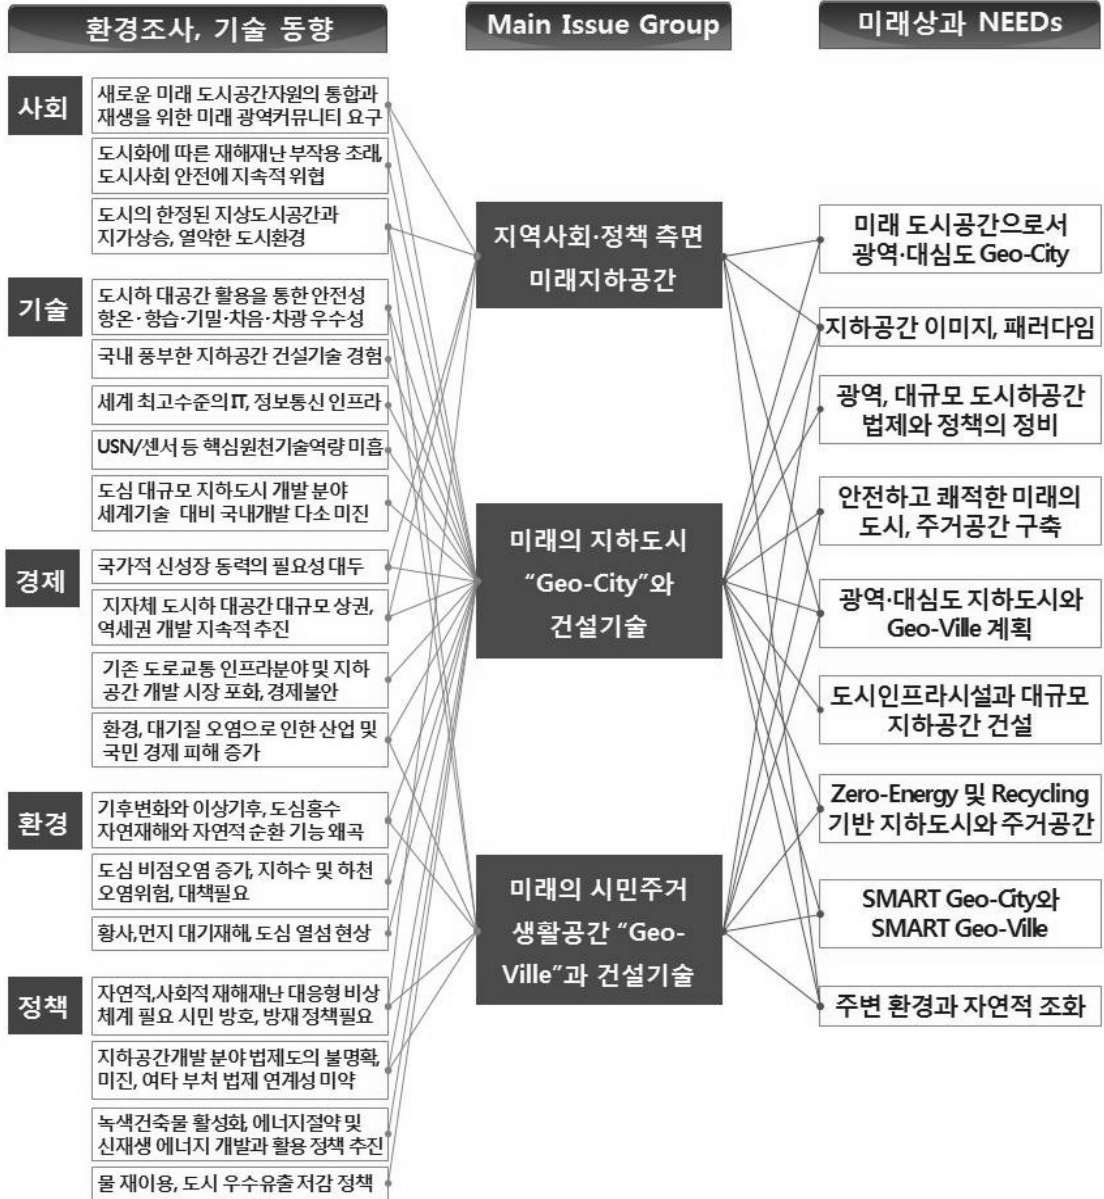 환경조사, 기술 동향
Main Issue Group
미래상과 NEEDs
사회
새로운 미래 도시공간자원의 통합과
재생을 위한 미래 광역커뮤니티 요구
도시화에 따른 재해재난 부작용 초래,
도시사회 안전에 지속적 위협
도시의 한정된 지상도시공간과
지가상승, 열악한 도시환경
기술
도시하 대공간 활용을 통한 안전성
항온·항습·기밀·차음·차광 우수성
국내 풍부한 지하공간 건설기술 경험
세계 최고수준의 IT, 정보통신 인프라
USN/센서 등 핵심원천기술역량 미흡
도심 대규모 지하도시 개발 분야
세계기술 대비 국내개발 다소 미진
경제
국가적 신성장 동력의 필요성 대두
지자체 도시하 대공간 대규모 상권,
역세권 개발 지속적 추진
기존 도로교통 인프라분야 및 지하
공간 개발 시장 포화, 경제불안
환경, 대기질 오염으로 인한 산업 및
국민 경제 피해 증가
환경
기후변화와 이상기후, 도심홍수
자연재해와 자연적 순환 기능 왜곡
도심 비점오염 증가, 지하수 및 하천
오염위험, 대책필요
황사,먼지 대기재해, 도심 열섬 현상
정책
자연적,사회적 재해재난 대응형 비상
체계 필요 시민 방호, 방재 정책필요
지하공간개발 분야 법제도의 불명확,
미진, 여타 부처 법제 연계성 미약
녹색건축물 활성화, 에너지절약 및
신재생 에너지 개발과 활용 정책 추진
물 재이용, 도시 우수유출 저감 정책
지역사회·정책 측면
미래지하공간
미래의 지하도시
“Geo-City”와
건설기술
미래의 시민주거
생활공간 “Geo-
Ville”과 건설기술
미래 도시공간으로서
광역·대심도 Geo-City
지하공간 이미지, 패러다임
광역, 대규모 도시하공간
법제와 정책의 정비
안전하고 쾌적한 미래의
도시, 주거공간 구축
광역·대심도 지하도시와
Geo-Ville 계획
도시인프라시설과 대규모
지하공간 건설
Zero-Energy 및 Recycling
기반 지하도시와 주거공간
SMART Geo-City와
SMART Geo-Ville
주변 환경과 자연적 조화